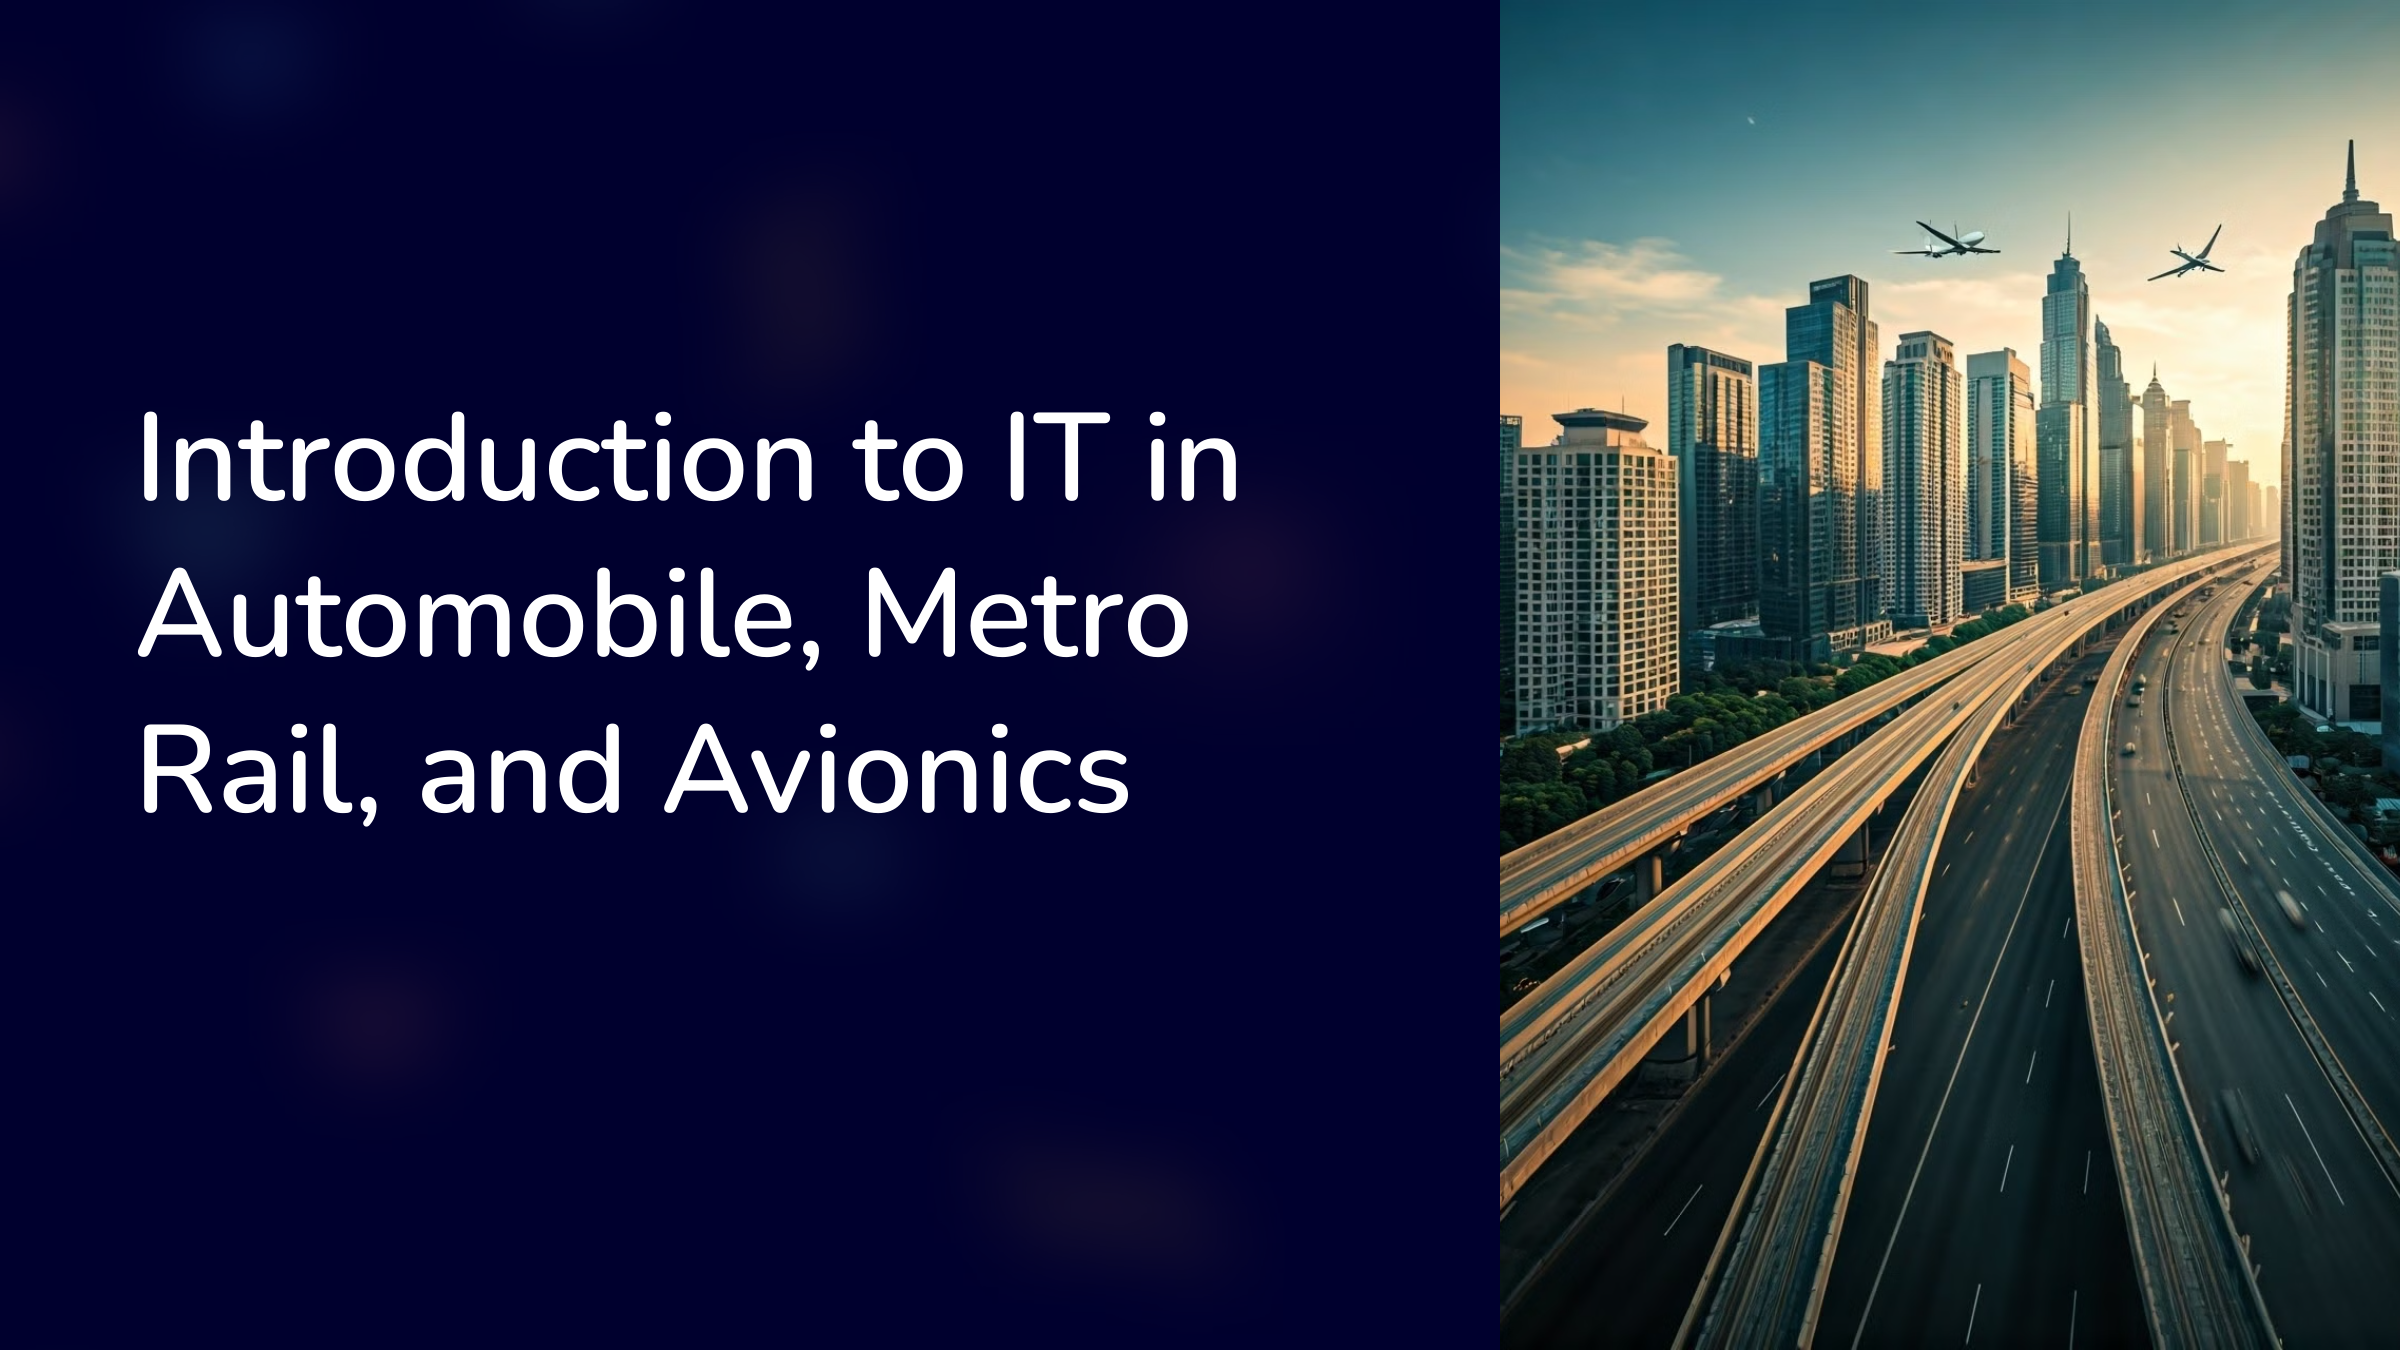 Introduction to IT in
Automobile, Metro
Rail, and Avionics